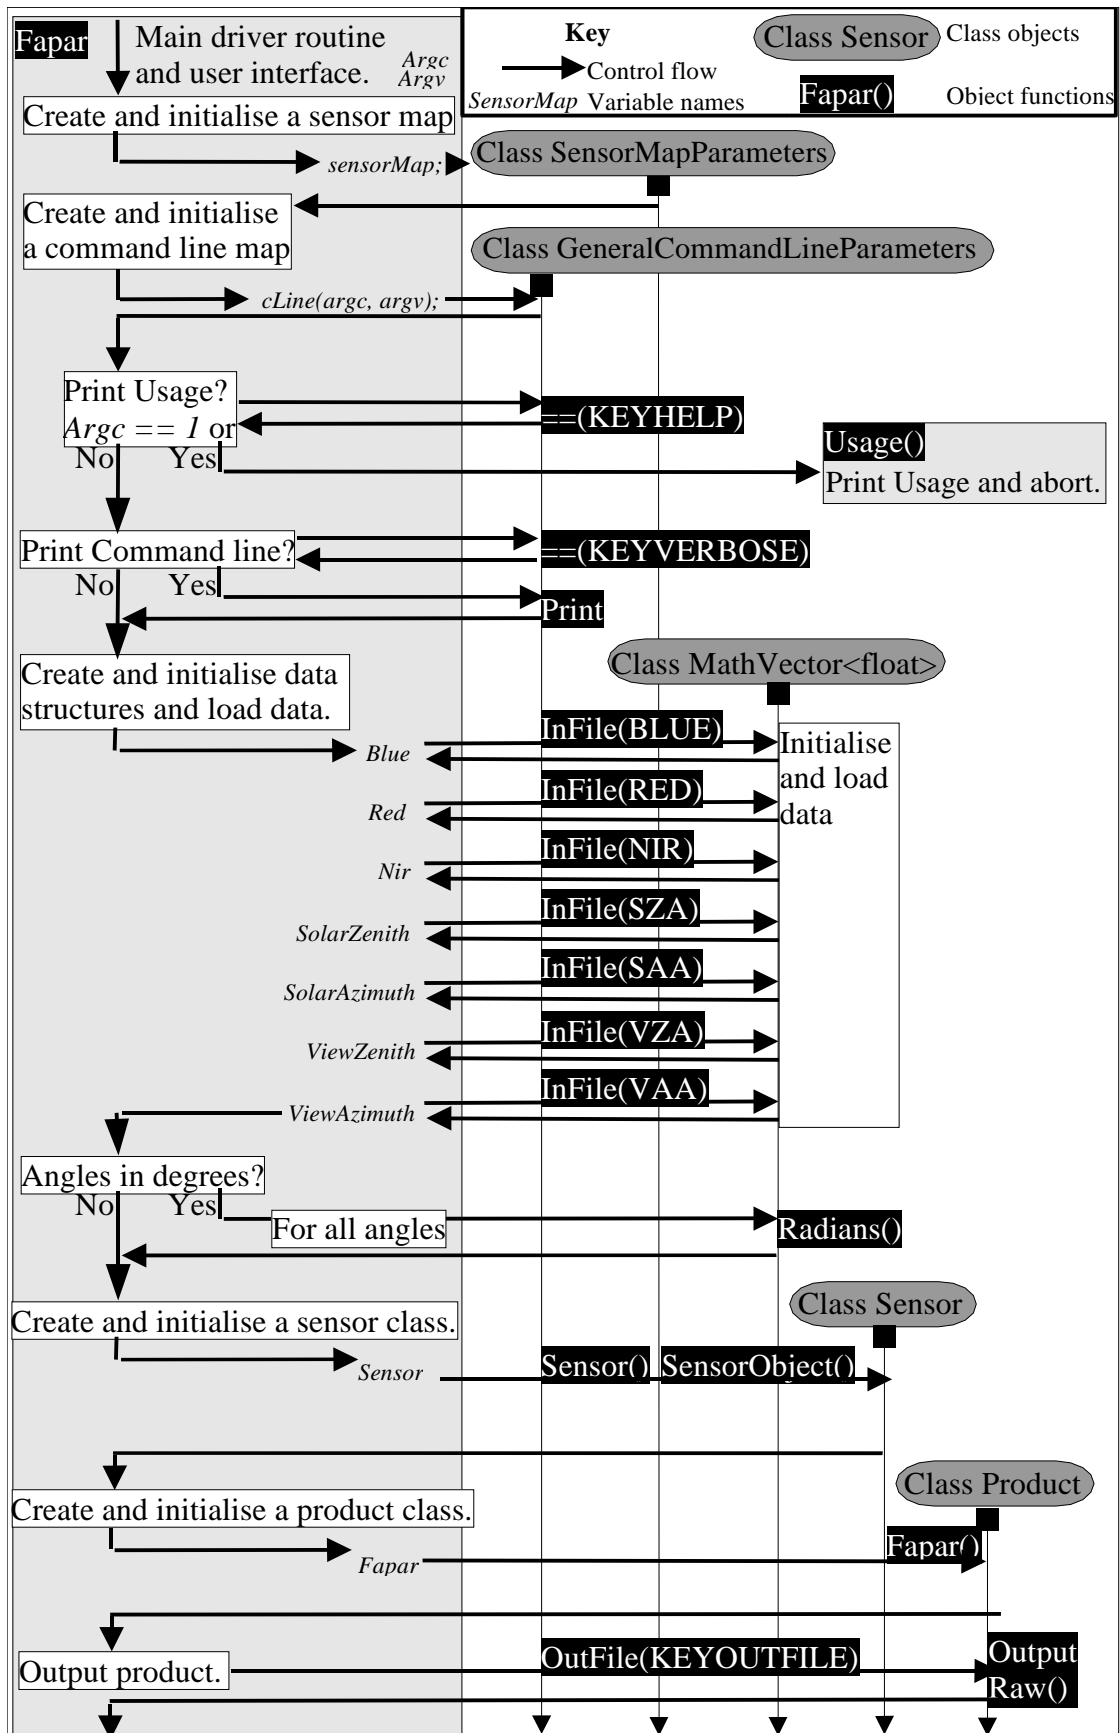 Fapar
Main driver routine
and user interface.
Argc
Argv
Key
Class Sensor
Class objects
Control flow
SensorMap Variable names
Fapar()
Object functions
Create and initialise a sensor map
sensorMap;
Class SensorMapParameters
Create and initialise
a command line map
Class GeneralCommandLineParameters
cLine(argc, argv);
Print Usage?
Argc == 1 or
==(KEYHELP)
No
Yes
Usage()
Print Usage and abort.
Print Command line?
==(KEYVERBOSE)
No
Yes
Print
Create and initialise data
structures and load data.
Class MathVector<float>
Initialise
and load
data
Blue
InFile(BLUE)
Red
InFile(RED)
Nir
InFile(NIR)
SolarZenith
InFile(SZA)
SolarAzimuth
InFile(SAA)
ViewZenith
InFile(VZA)
ViewAzimuth
InFile(VAA)
Angles in degrees?
No
Yes
For all angles
Radians()
Create and initialise a sensor class.
Class Sensor
Sensor
Sensor()
SensorObject()
Create and initialise a product class.
Class Product
Fapar
Fapar()
Output product.
OutFile(KEYOUTFILE)
Output
Raw()